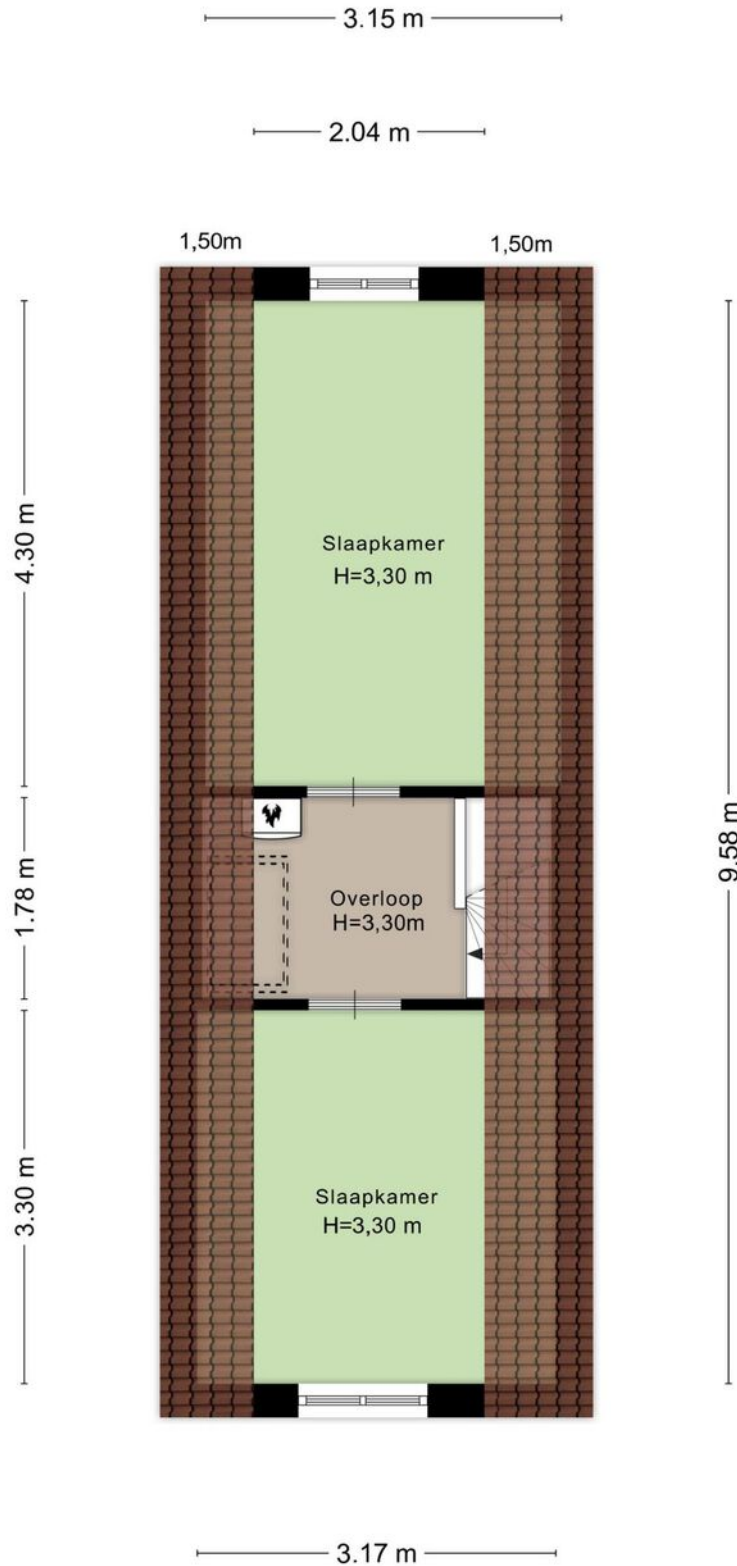 3.15 m
2.04 m
1,50m
1,50m
4.30 m
Slaapkamer
H=3,30 m
1.78 m
Overloop
H=3,30m
9.58 m
3.30 m
Slaapkamer
H=3,30 m
3.17 m